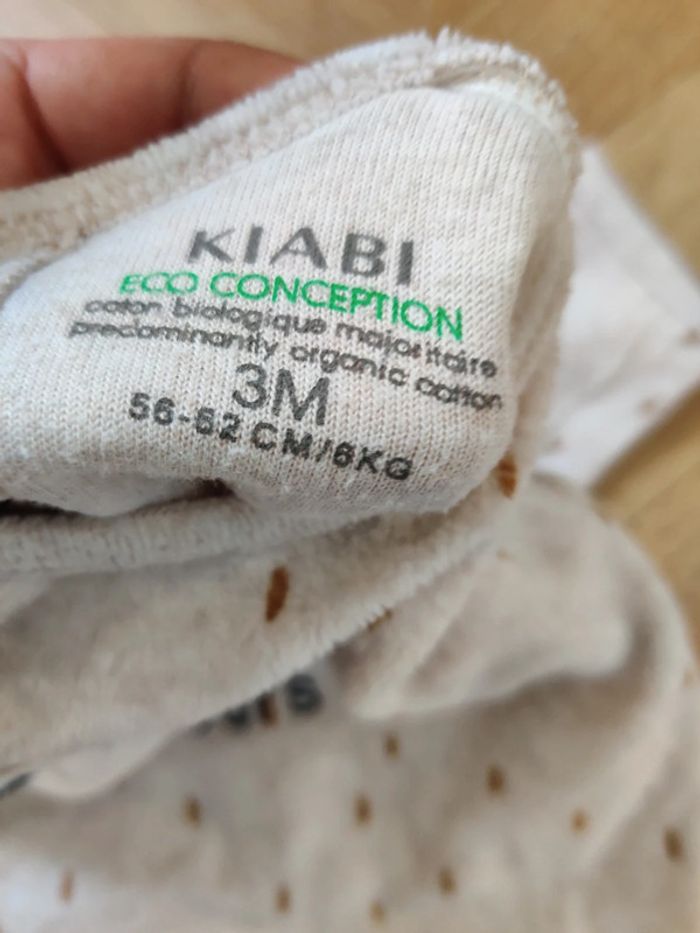 KIABI
ECO CONCEPTION
coton biologique majoritaire
predominantly organic cotton
3M
56-62 CM/6KG